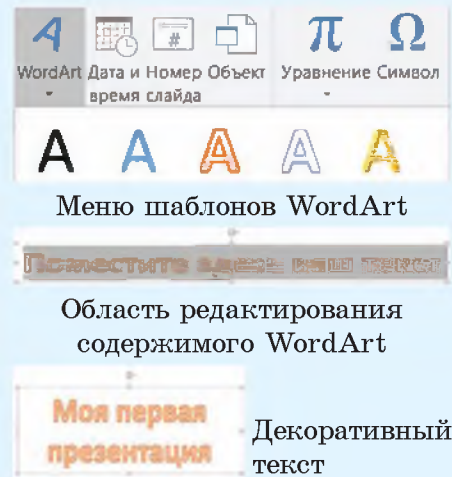 WordArt Дата и Номер Объект Уравнение Символ
время слайда
#
π Ω
A A A A A
Меню шаблонов WordArt
Поместите здесь ваш текст
Область редактирования
содержимого WordArt
Моя первая
презентация
Декоративный
текст